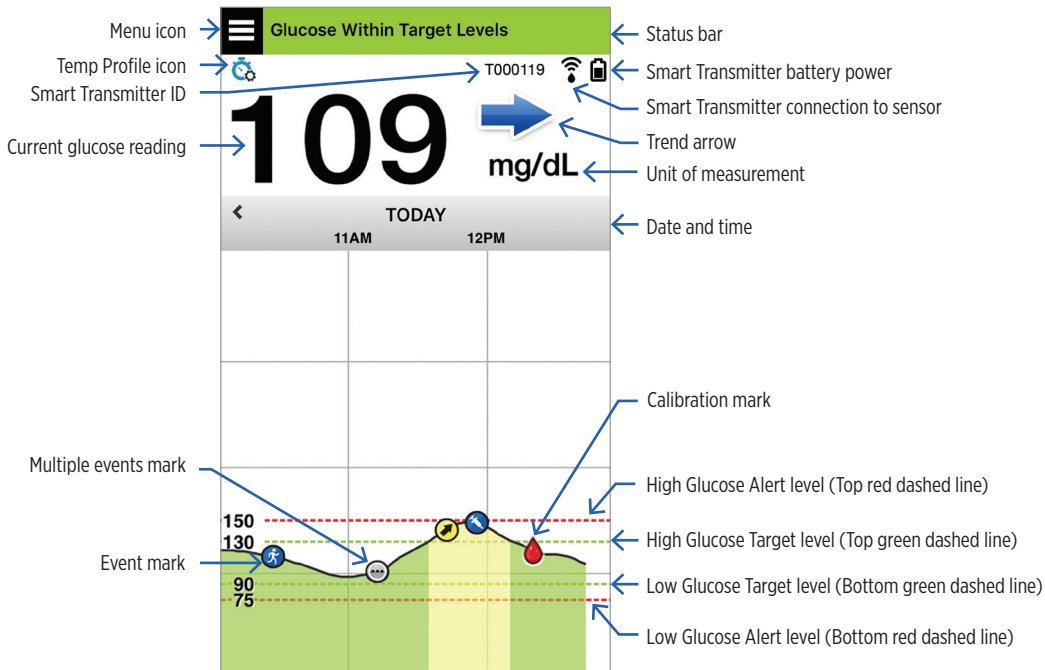 Menu icon
Glucose Within Target Levels
Status bar
Temp Profile icon
T000119
Smart Transmitter battery power
Smart Transmitter ID
Smart Transmitter connection to sensor
109
Trend arrow
Current glucose reading
mg/dL
Unit of measurement
TODAY
Date and time
11AM 12PM
Calibration mark
Multiple events mark
High Glucose Alert level (Top red dashed line)
150
130
High Glucose Target level (Top green dashed line)
Event mark
90
Low Glucose Target level (Bottom green dashed line)
75
Low Glucose Alert level (Bottom red dashed line)